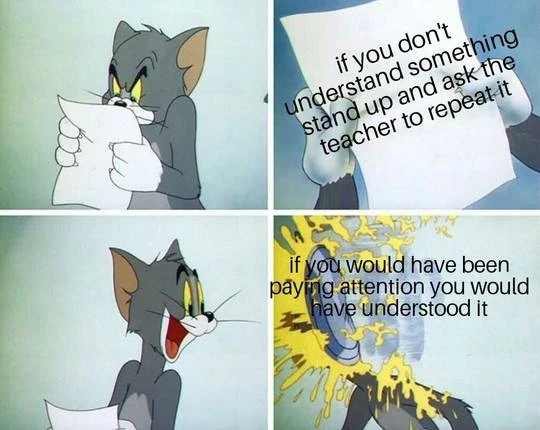 if you don't
understand something
stand up and ask the
teacher to repeat it
if you would have been
paying attention you would
have understood it